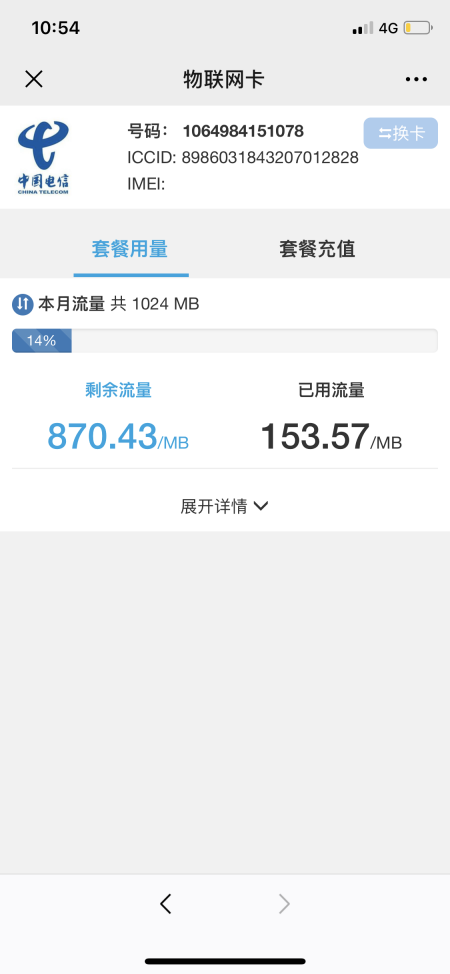 10:54
4G
物联网卡
中国电信
CHINA TELECOM
号码： 1064984151078
换卡
ICCID: 8986031843207012828
IMEI:
套餐用量
套餐充值
本月流量 共 1024 MB
14%
剩余流量
已用流量
870.43/MB
153.57/MB
展开详情